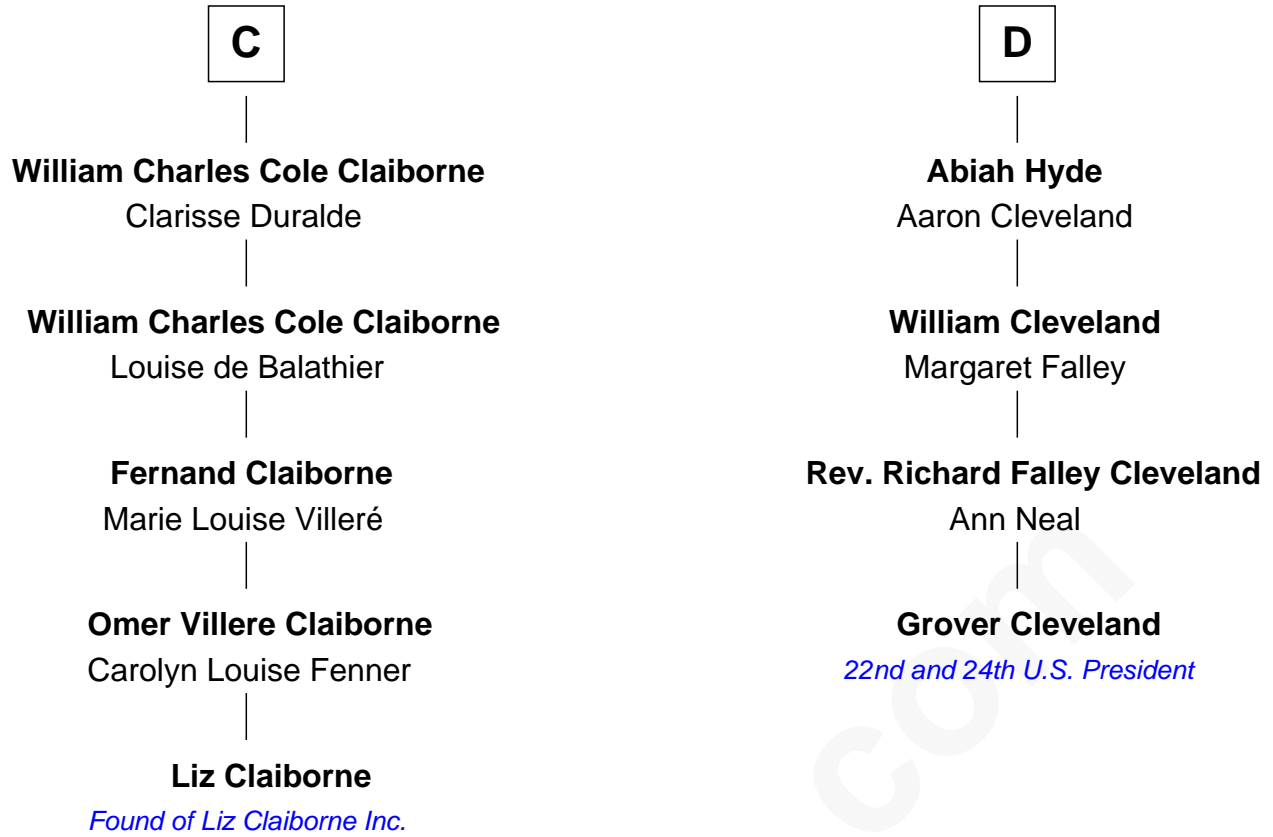 C
William Charles Cole Claiborne
Clarisse Duralde
William Charles Cole Claiborne
Louise de Balathier
Fernand Claiborne
Marie Louise Villeré
Omer Villere Claiborne
Carolyn Louise Fenner
Liz Claiborne
Found of Liz Claiborne Inc.
D
Abiah Hyde
Aaron Cleveland
William Cleveland
Margaret Falley
Rev. Richard Falley Cleveland
Ann Neal
Grover Cleveland
22nd and 24th U.S. President
com